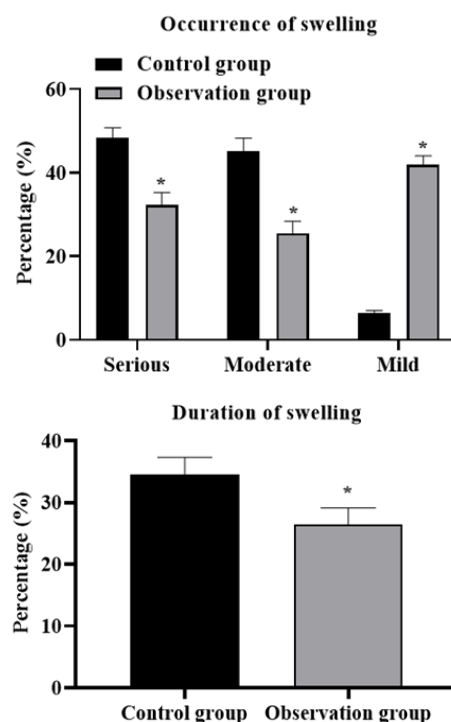 Occurrence of swelling
Control group
Observation group
Percentage (%)
60
40
20
0
*
*
*
Serious Moderate Mild
Duration of swelling
Percentage (%)
40
30
20
10
0
*
Control group Observation group